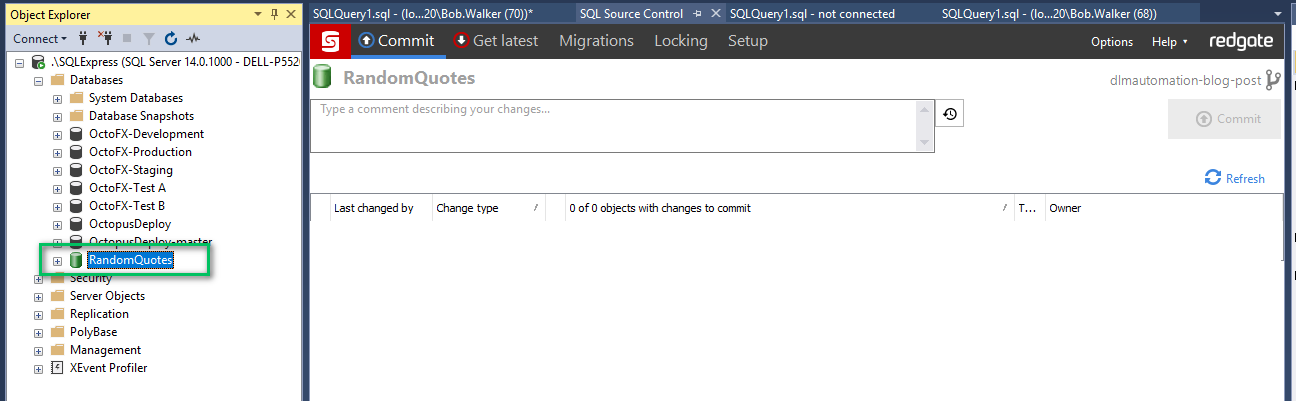 Object Explorer
Connect
.\SQLExpress (SQL Server 14.0.1000 - DELL-P552
Databases
System Databases
Database Snapshots
OctoFX-Development
OctoFX-Production
OctoFX-Staging
OctoFX-Test A
OctoFX-Test B
OctopusDeploy
OctopusDeploy-master
RandomQuotes
Security
Server Objects
Replication
PolyBase
Management
XEvent Profiler
SQLQuery1.sql - (lo...20\Bob.Walker (70))*
SQL Source Control
SQLQuery1.sql - not connected
SQLQuery1.sql - (lo...20\Bob.Walker (68))
Commit
Get latest
Migrations
Locking
Setup
Options
Help
redgate
RandomQuotes
dlmautomation-blog-post
Type a comment describing your changes...
Commit
Refresh
Last changed by
Change type
0 of 0 objects with changes to commit
T...
Owner